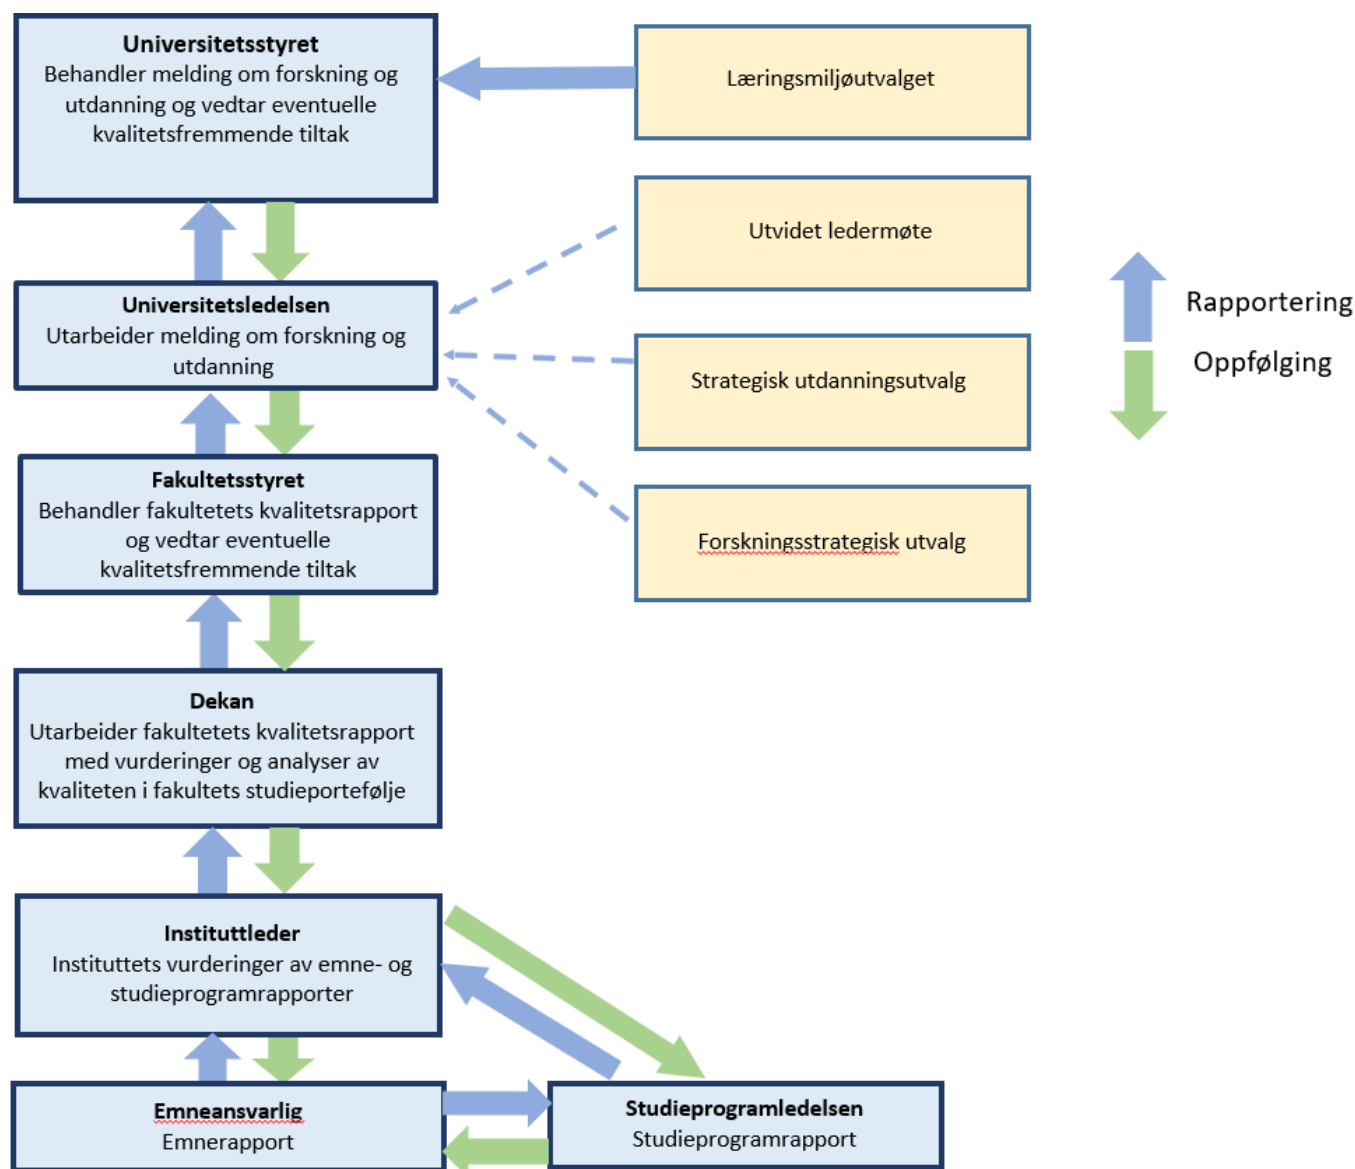 Universitetsstyret
Behandler melding om forskning og
utdanning og vedtar eventuelle
kvalitetsfremmende tiltak
Læringsmiljøutvalget
Utvidet ledermøte
Universitetsledelsen
Utarbeider melding om forskning og
utdanning
Strategisk utdanningsutvalg
Rapportering
Oppfølging
Fakultetsstyret
Behandler fakultetets kvalitetsrapport
og vedtar eventuelle
kvalitetsfremmende tiltak
Forskningsstrategisk utvalg
Dekan
Utarbeider fakultetets kvalitetsrapport
med vurderinger og analyser av
kvaliteten i fakultets studieportefølje
Instituttleder
Instituttets vurderinger av emne- og
studieprogramrapporter
Emneansvarlig
Emnerapport
Studieprogramledelsen
Studieprogramrapport